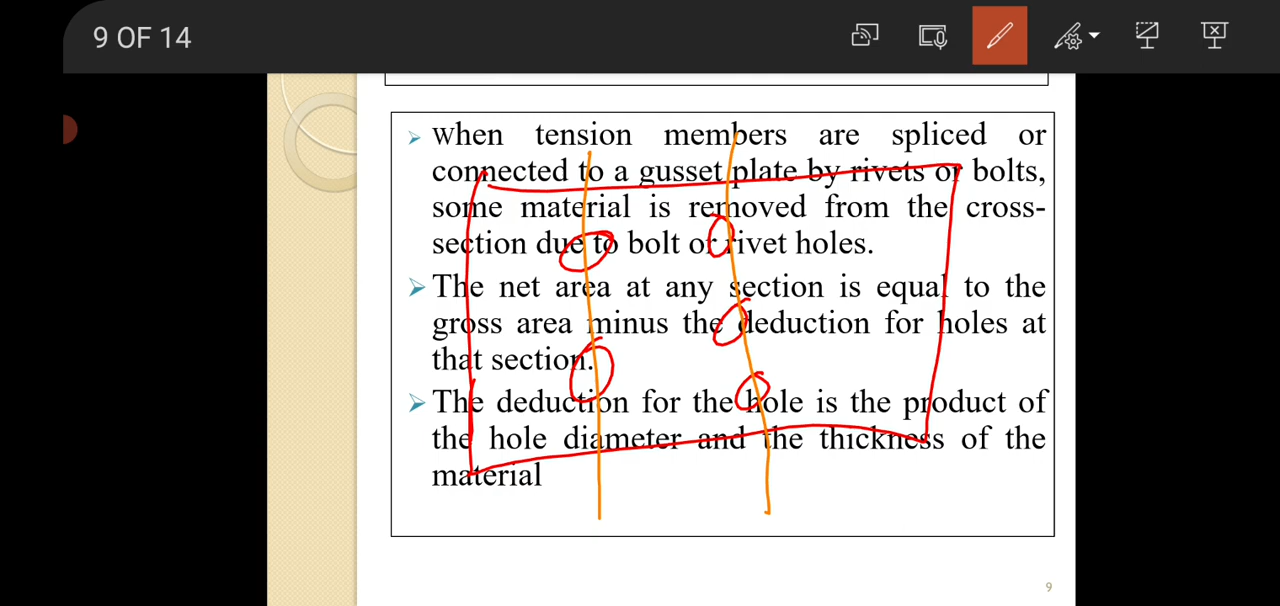 9 OF 14
When tension members are spliced or
connected to a gusset plate by rivets or bolts,
some material is removed from the cross-
section due to bolt or rivet holes.
The net area at any section is equal to the
gross area minus the deduction for holes at
that section.
The deduction for the hole is the product of
the hole diameter and the thickness of the
material
9